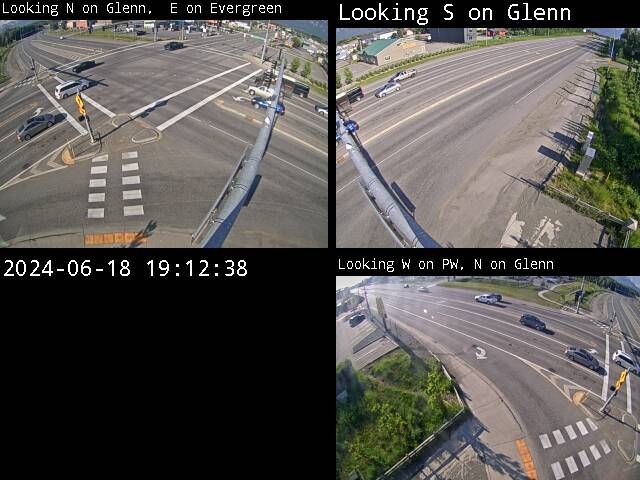 Looking N on Glenn,  E on Evergreen
Looking S on Glenn
2024-06-18 19:12:38
Looking W on PW, N on Glenn